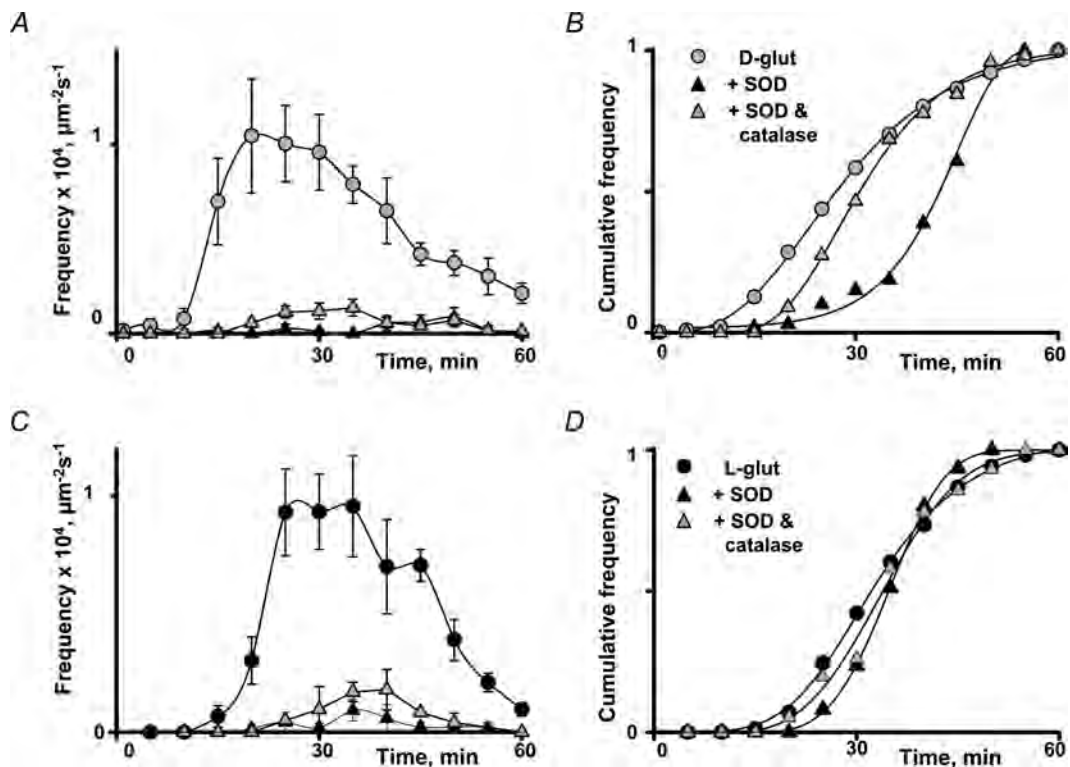 A
Frequency x 10⁴, µm⁻²s⁻¹
1
0
0
30
60
Time, min
B
Cumulative frequency
1
0
D-glut
+ SOD
+ SOD &
catalase
0
30
60
Time, min
C
Frequency x 10⁴, µm⁻²s⁻¹
1
0
0
30
60
Time, min
D
Cumulative frequency
1
0
L-glut
+ SOD
+ SOD &
catalase
0
30
60
Time, min